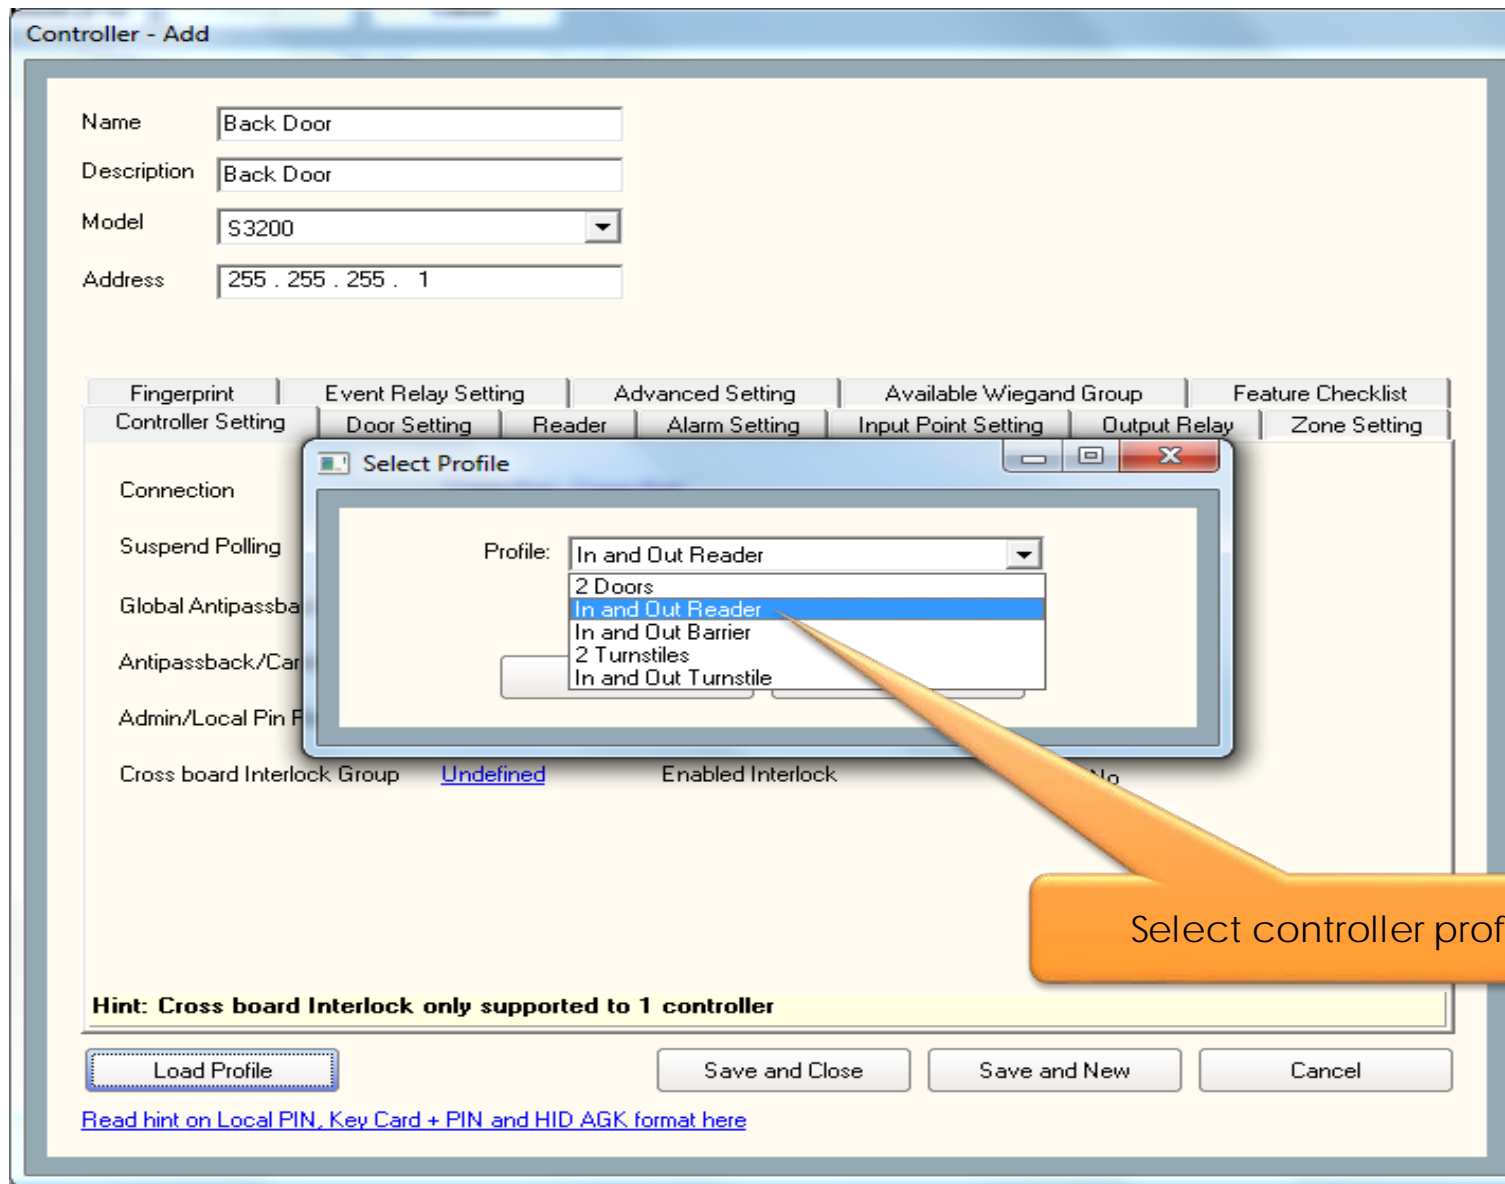 Controller - Add
Name Back Door
Description Back Door
Model S3200
Address 255 . 255 . 255 . 1
Fingerprint Event Relay Setting Advanced Setting Available Wiegand Group Feature Checklist
Controller Setting Door Setting Reader Alarm Setting Input Point Setting Output Relay Zone Setting
Select Profile
Connection
Suspend Polling
Profile: In and Out Reader
2 Doors
In and Out Reader
In and Out Barrier
2 Turnstiles
In and Out Turnstile
Global Antipassba
Antipassback/Car
Admin/Local Pin
Cross board Interlock Group Undefined Enabled Interlock No
Select controller prof
Hint: Cross board Interlock only supported to 1 controller
Load Profile Save and Close Save and New Cancel
Read hint on Local PIN, Key Card + PIN and HID AGK format here